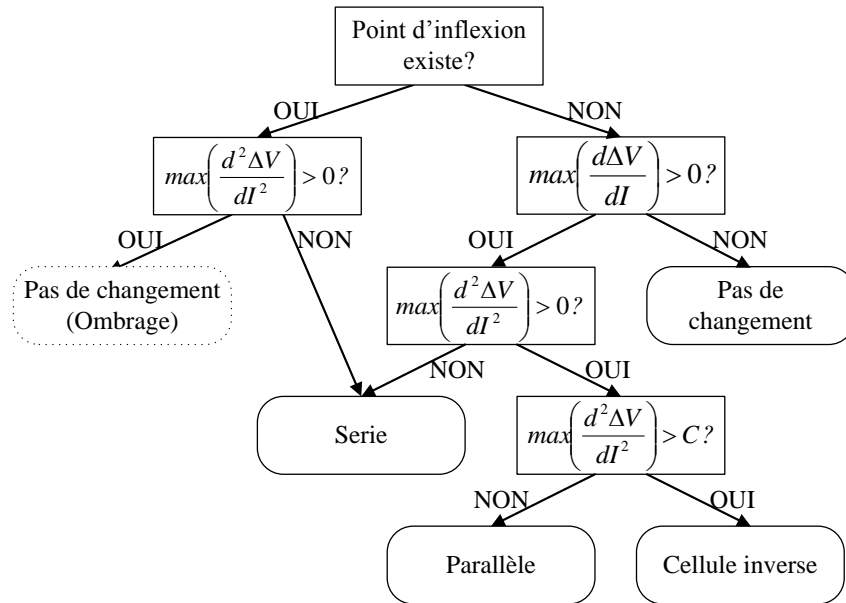 Point d'inflexion
existe?
OUI
NON
max(d²ΔV/dI²) > 0?
max(dΔV/dI) > 0?
OUI
NON
OUI
NON
Pas de changement
(Ombrage)
max(d²ΔV/dI²) > 0?
Pas de
changement
NON
OUI
Serie
max(d²ΔV/dI²) > C?
NON
OUI
Parallèle
Cellule inverse